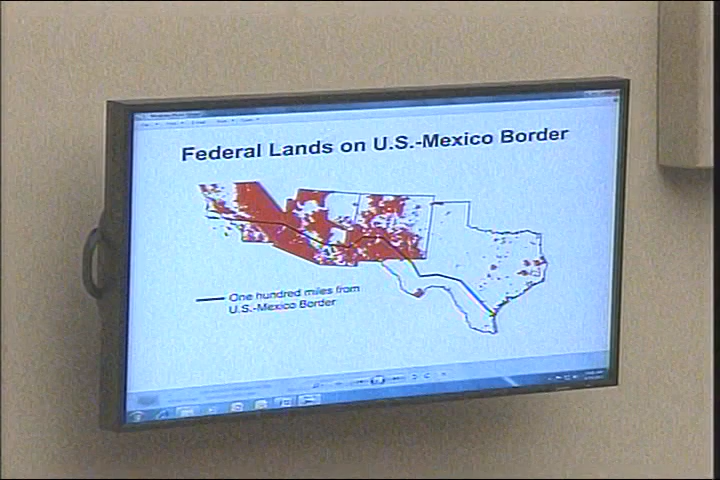 Federal Lands on U.S.-Mexico Border
One hundred miles from
U.S.-Mexico Border